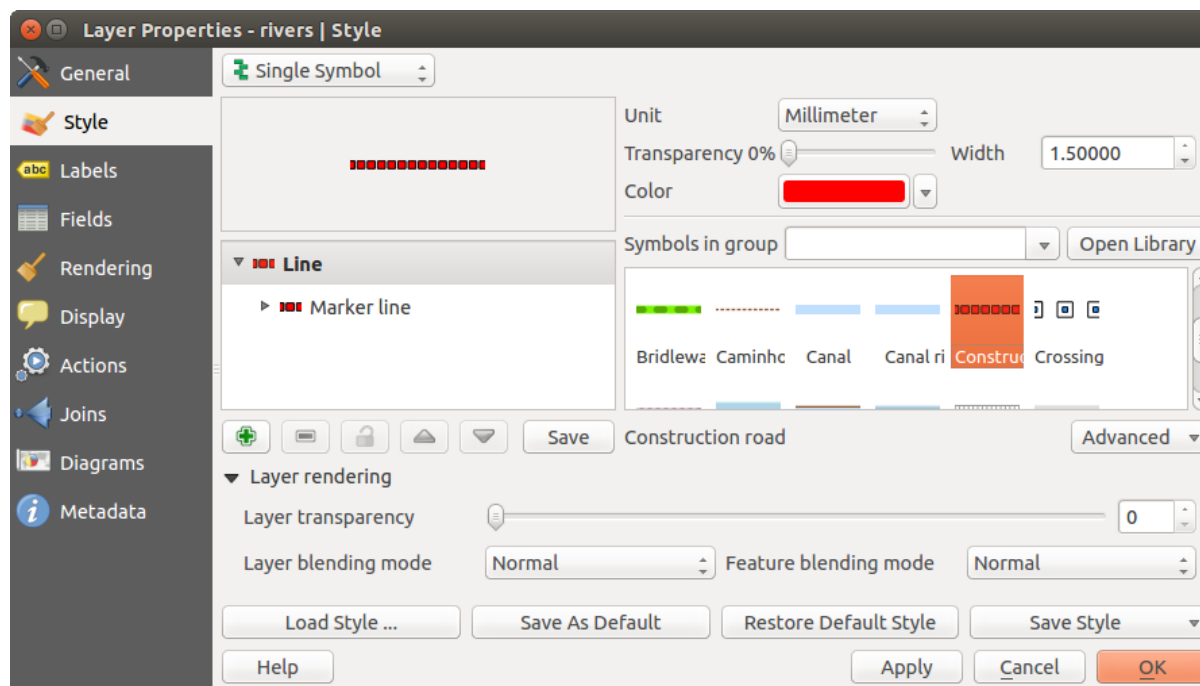 Layer Properties - rivers | Style
General
Style
abc Labels
Fields
Rendering
Display
Actions
Joins
Diagrams
Metadata
Single Symbol
Unit Millimeter
Transparency 0% Width 1.50000
Color
Symbols in group Open Library
Line
Marker line
Bridlewa Caminho Canal Canal ri Construc Crossing
Save Construction road Advanced
Layer rendering
Layer transparency 0
Layer blending mode Normal Feature blending mode Normal
Load Style ... Save As Default Restore Default Style Save Style
Help Apply Cancel OK